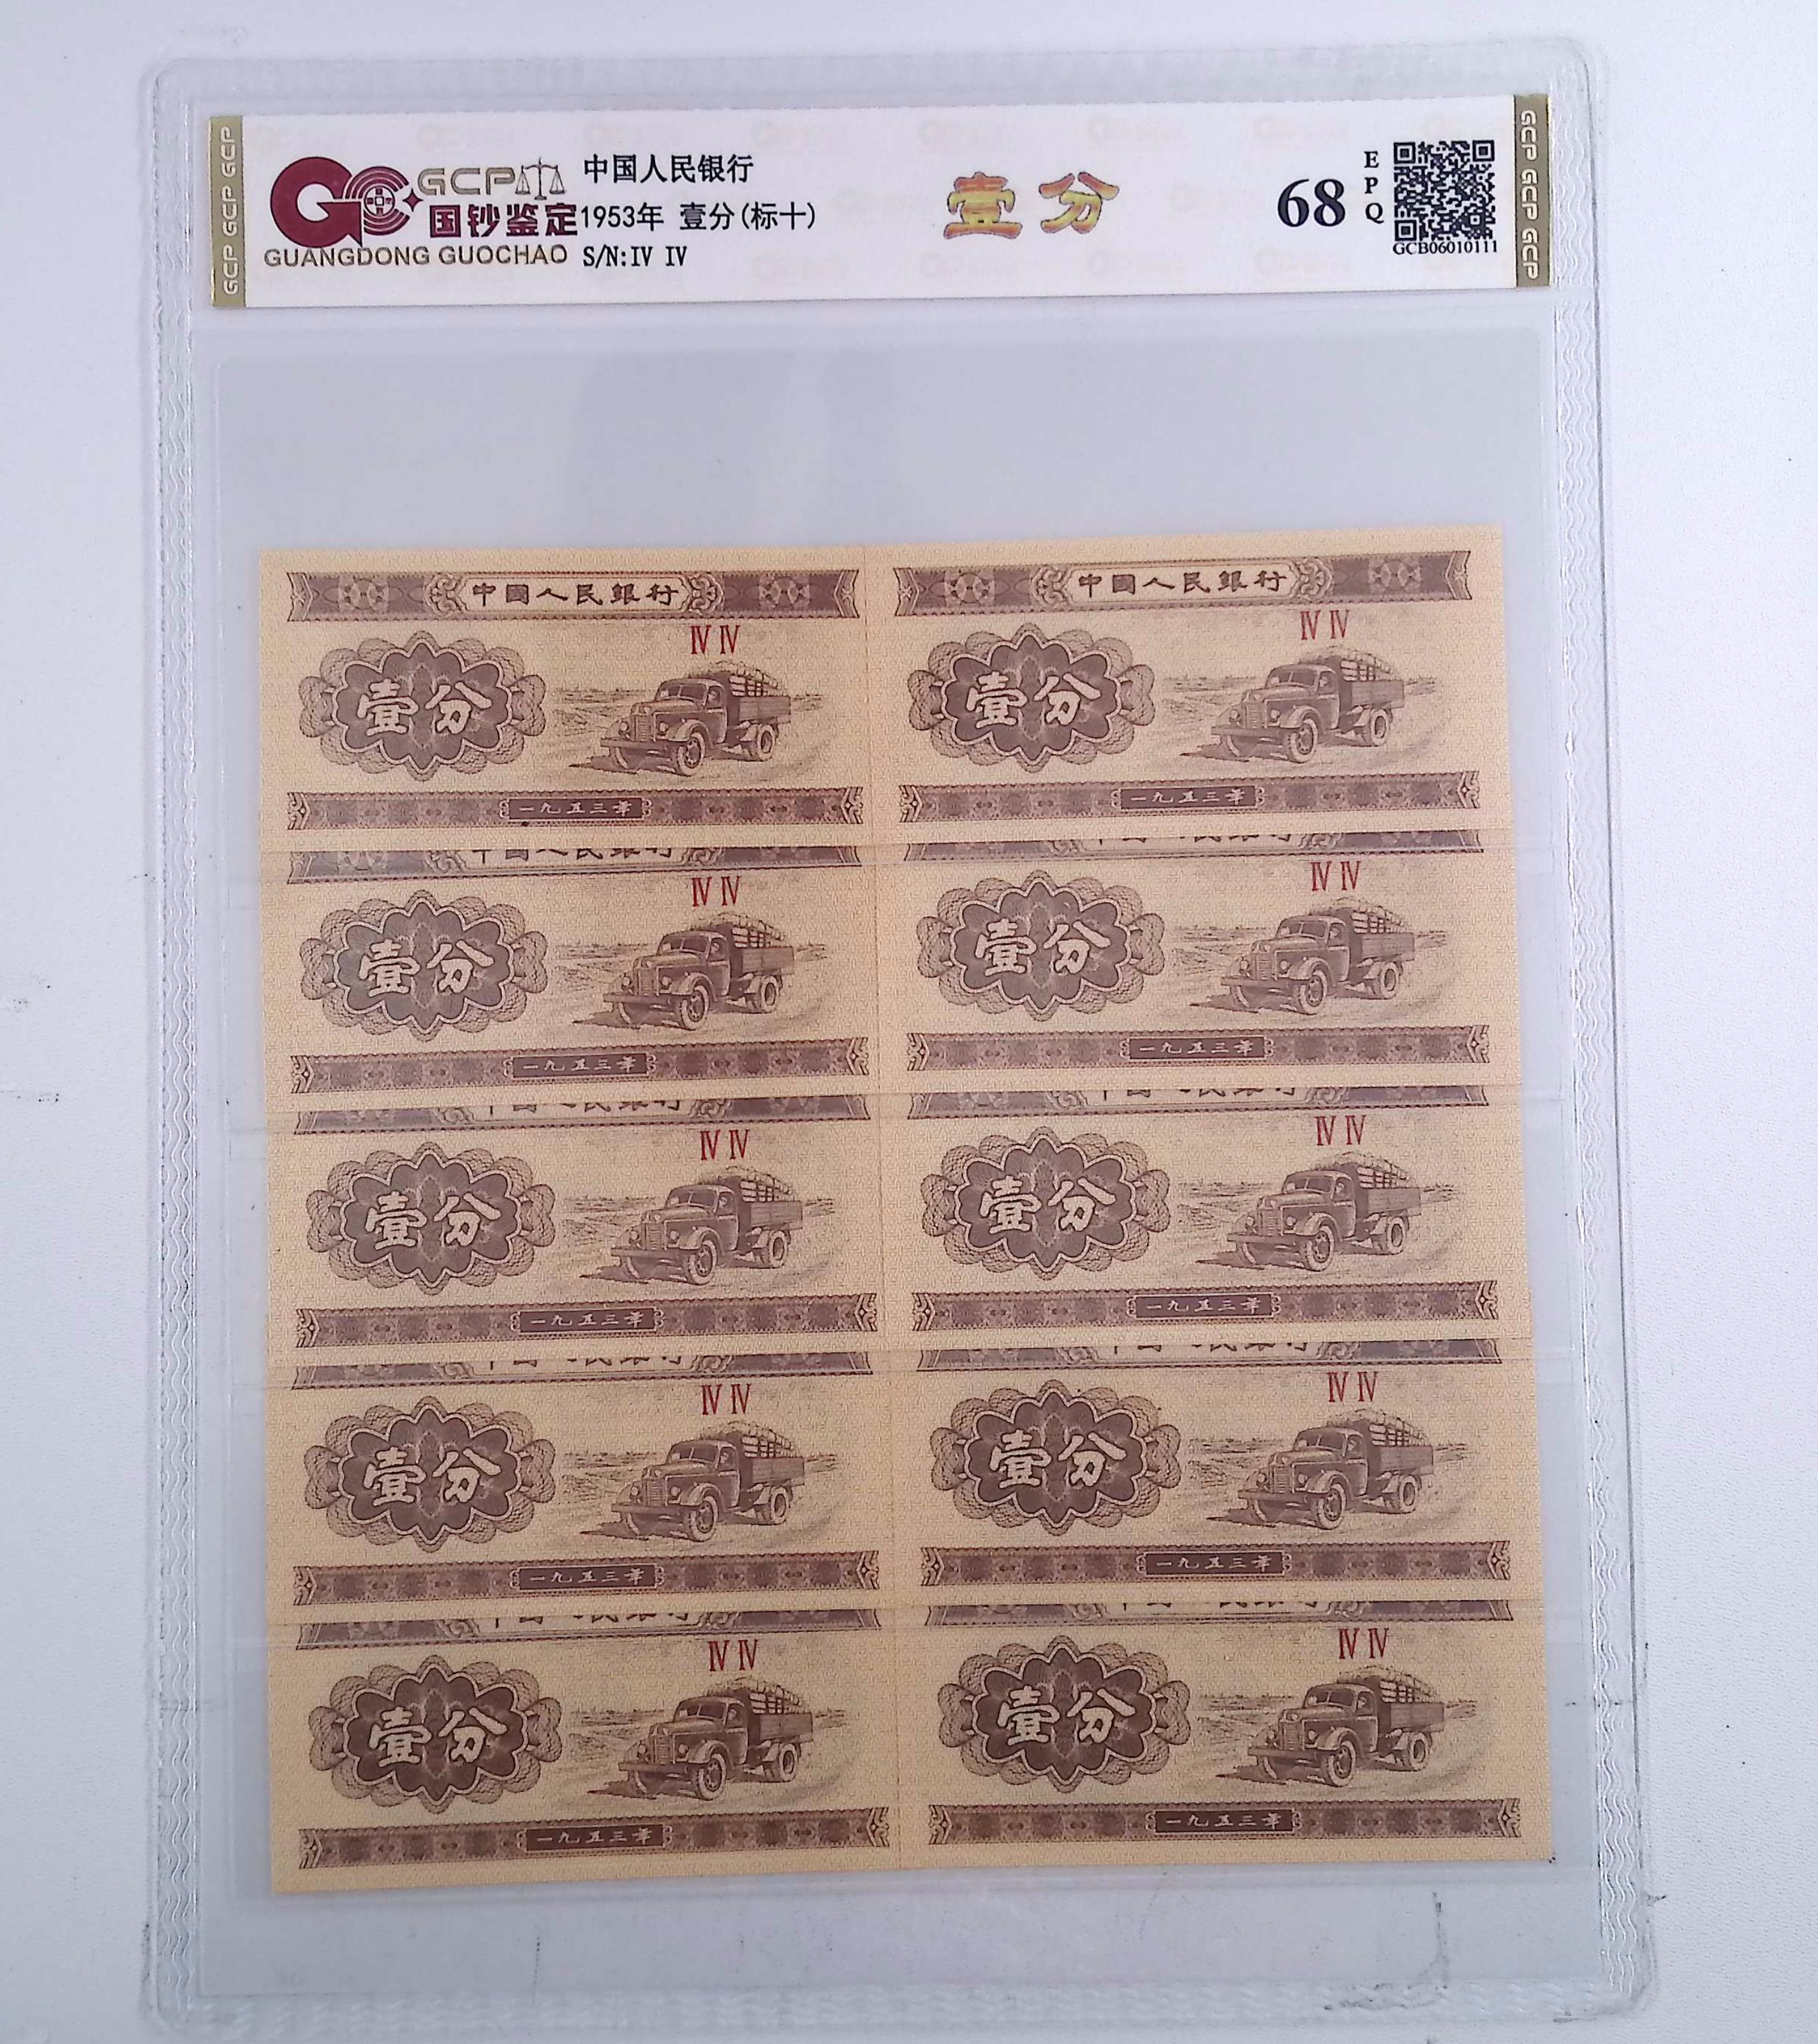 GCP GCP GCP
GCP
国钞鉴定
GUANGDONG GUOCHAO
中国人民银行
1953年 壹分(标十)
S/N:IV IV
壹分
68
EPQ
GCB06010111
GCP GCP GCP
中國人民銀行
IV IV
壹分
一九五三年
中國人民銀行
IV IV
壹分
一九五三年
IV IV
壹分
一九五三年
IV IV
壹分
一九五三年
IV IV
壹分
一九五三年
IV IV
壹分
一九五三年
IV IV
壹分
一九五三年
IV IV
壹分
一九五三年
IV IV
壹分
一九五三年
IV IV
壹分
一九五三年